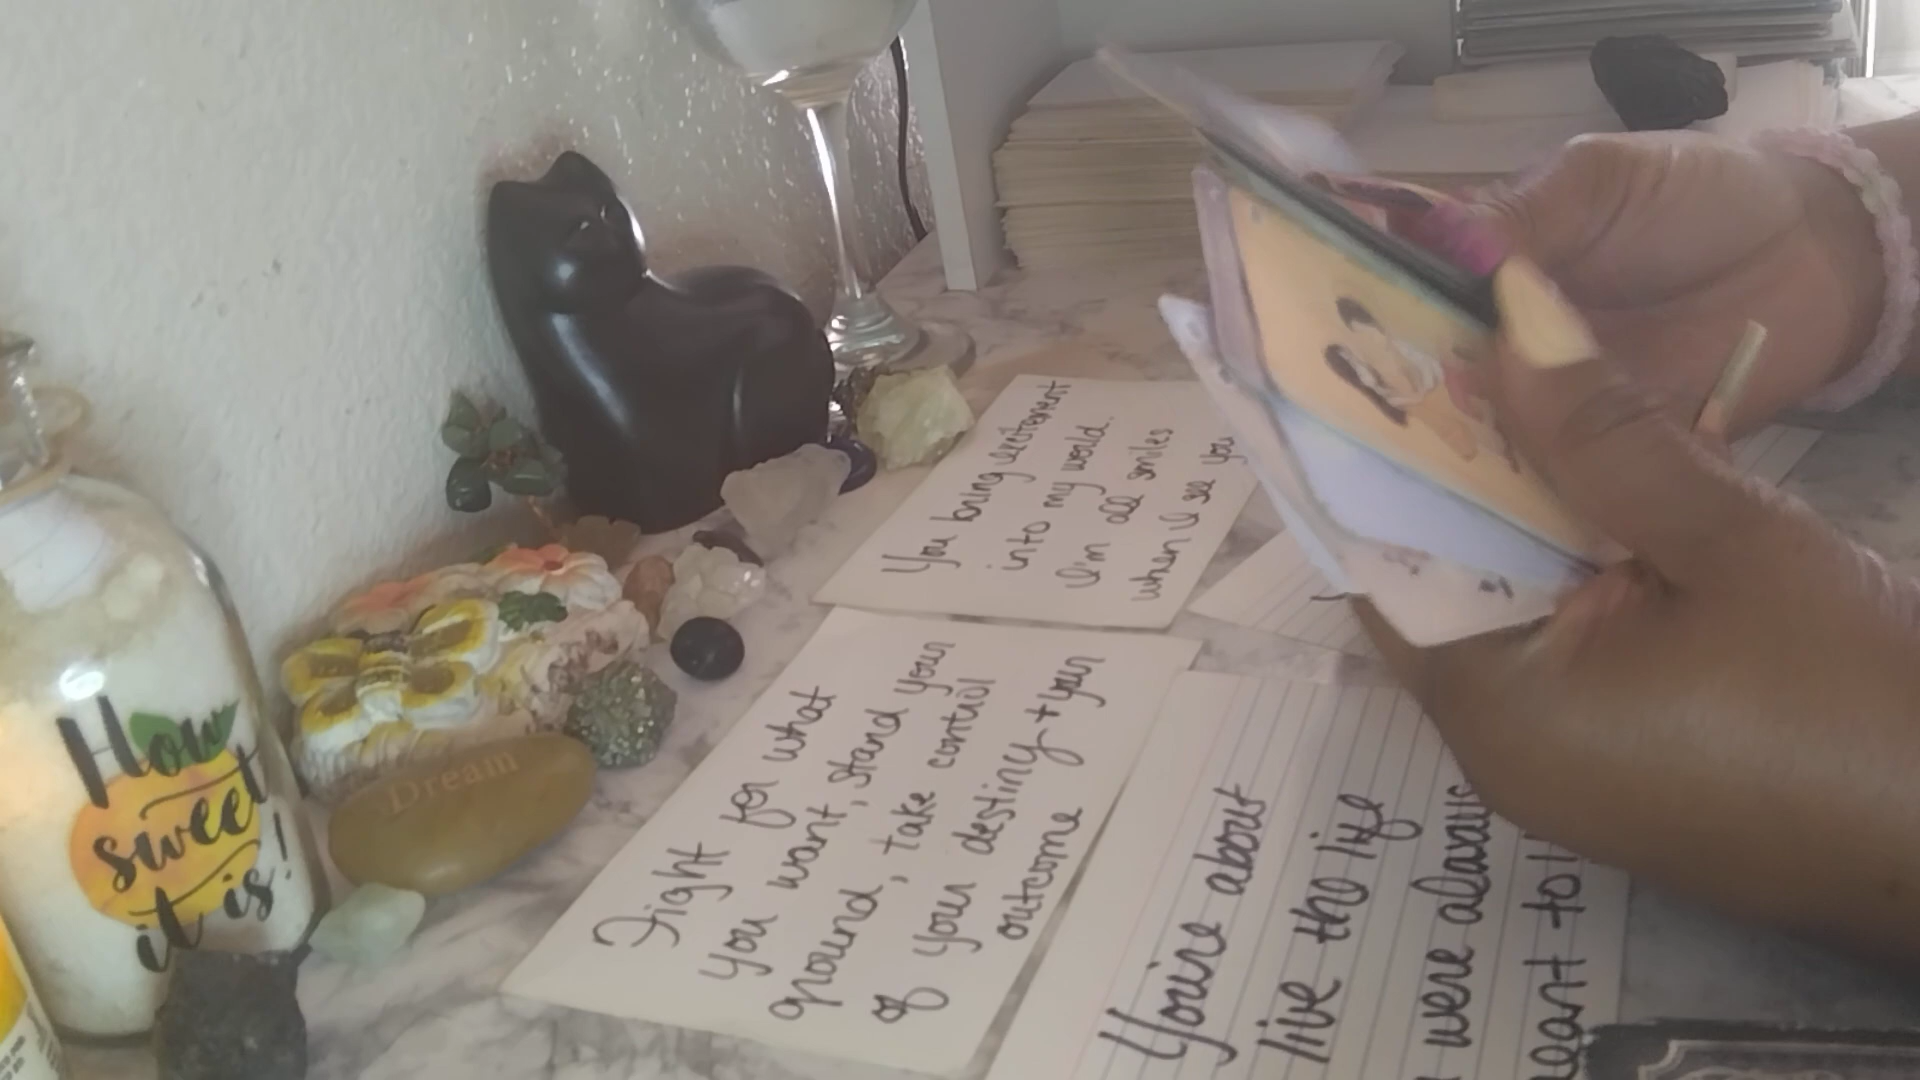 How
sweet
it is!
Dream
You bring excitement
into my world.
I'm all smiles
when I see you
Fight for what
you want, stand your
ground, take control
of your destiny + your
outcome
You're about
live the life
were always